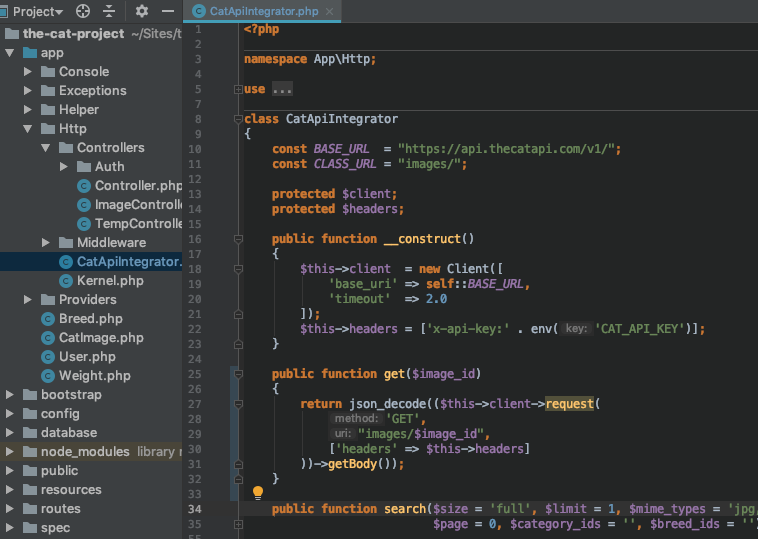 Project
CatApiIntegrator.php
the-cat-project ~/Sites/t
app
Console
Exceptions
Helper
Http
Controllers
Auth
Controller.php
ImageControll
TempControlle
Middleware
CatApiIntegrator.
Kernel.php
Providers
Breed.php
CatImage.php
User.php
Weight.php
bootstrap
config
database
node_modules library r
public
resources
routes
spec
1 <?php
2
3 namespace App\Http;
4
5 use ...
7
8 class CatApiIntegrator
9 {
10 const BASE_URL = "https://api.thecatapi.com/v1/";
11 const CLASS_URL = "images/";
12
13 protected $client;
14 protected $headers;
15
16 public function __construct()
17 {
18 $this->client = new Client([
19 'base_uri' => self::BASE_URL,
20 'timeout' => 2.0
21 ]);
22 $this->headers = ['x-api-key:' . env( key: 'CAT_API_KEY')];
23 }
24
25 public function get($image_id)
26 {
27 return json_decode(($this->client->request(
28 method: 'GET',
29 uri: "images/$image_id",
30 ['headers' => $this->headers]
31 ))->getBody());
32 }
33
34 public function search($size = 'full', $limit = 1, $mime_types = 'jpg,
35 $page = 0, $category_ids = '', $breed_ids = ''